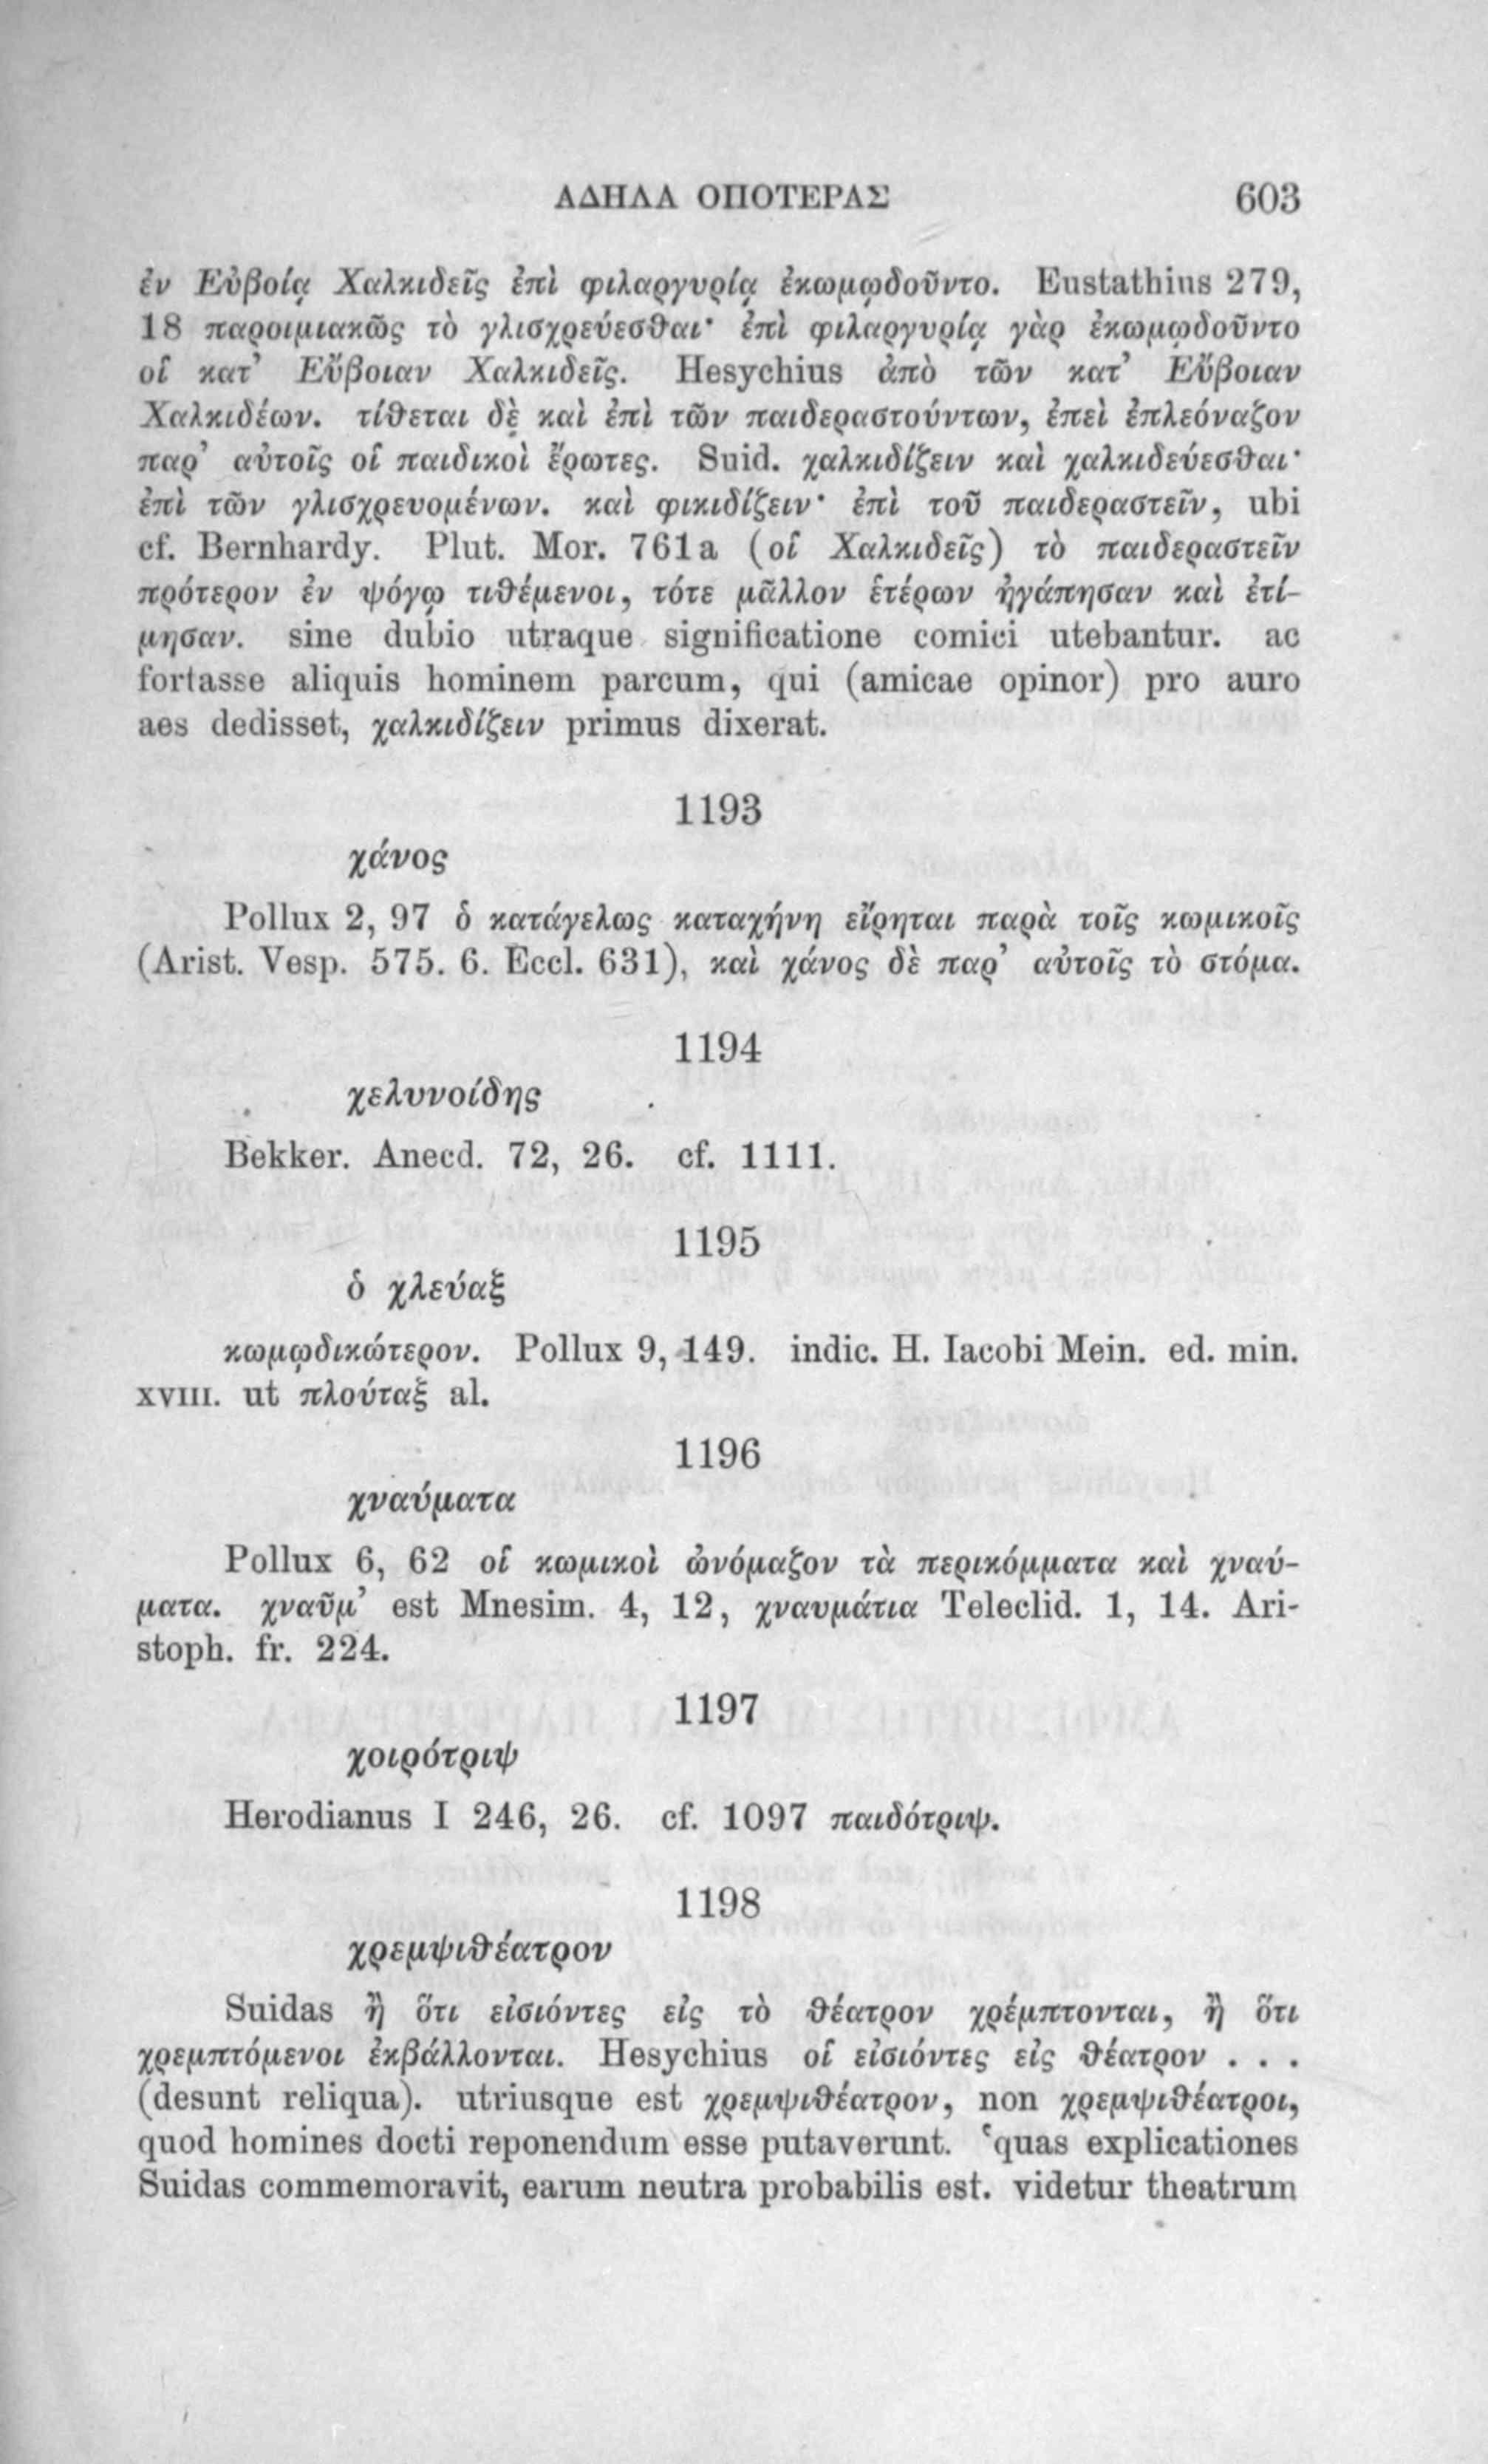 ΑΔΗΛΑ ΟΠΟΤΕΡΑΣ 603
ἐν Εὐβοίᾳ Χαλκιδεῖς ἐπὶ φιλαργυρίᾳ ἐκωμῳδοῦντο. Eustathius 279,
18 παροιμιακῶς τὸ γλισχρεύεσθαι· ἐπὶ φιλαργυρίᾳ γὰρ ἐκωμῳδοῦντο
οἱ κατ’ Εὔβοιαν Χαλκιδεῖς. Hesychius ἀπὸ τῶν κατ’ Εὔβοιαν
Χαλκιδέων. τίθεται δὲ καὶ ἐπὶ τῶν παιδεραστούντων, ἐπεὶ ἐπλεόναζον
παρ’ αὐτοῖς οἱ παιδικοὶ ἔρωτες. Suid. χαλκιδίζειν καὶ χαλκιδεύεσθαι·
ἐπὶ τῶν γλισχρευομένων. καὶ φικιδίζειν· ἐπὶ τοῦ παιδεραστεῖν, ubi
cf. Bernhardy. Plut. Mor. 761a (οἱ Χαλκιδεῖς) τὸ παιδεραστεῖν
πρότερον ἐν ψόγῳ τιθέμενοι, τότε μᾶλλον ἑτέρων ἠγάπησαν καὶ ἐτί-
μησαν. sine dubio utraque significatione comici utebantur. ac
fortasse aliquis hominem parcum, qui (amicae opinor) pro auro
aes dedisset, χαλκιδίζειν primus dixerat.
1193
χάνος
Pollux 2, 97 ὁ κατάγελως καταχήνη εἴρηται παρὰ τοῖς κωμικοῖς
(Arist. Vesp. 575. 6. Eccl. 631), καὶ χάνος δὲ παρ’ αὐτοῖς τὸ στόμα.
1194
χελυνοίδης
Bekker. Anecd. 72, 26. cf. 1111.
1195
ὁ χλεύαξ
κωμῳδικώτερον. Pollux 9, 149. indic. H. Iacobi Mein. ed. min.
XVIII. ut πλούταξ al.
1196
χναύματα
Pollux 6, 62 οἱ κωμικοὶ ὠνόμαζον τὰ περικόμματα καὶ χναύ-
ματα. χναῦμ’ est Mnesim. 4, 12, χναυμάτια Teleclid. 1, 14. Ari-
stoph. fr. 224.
1197
χοιρότριψ
Herodianus I 246, 26. cf. 1097 παιδότριψ.
1198
χρεμψιθέατρον
Suidas ἢ ὅτι εἰσιόντες εἰς τὸ θέατρον χρέμπτονται, ἢ ὅτι
χρεμπτόμενοι ἐκβάλλονται. Hesychius οἱ εἰσιόντες εἰς θέατρον . . .
(desunt reliqua). utriusque est χρεμψιθέατρον, non χρεμψιθέατροι,
quod homines docti reponendum esse putaverunt. ‘quas explicationes
Suidas commemoravit, earum neutra probabilis est. videtur theatrum